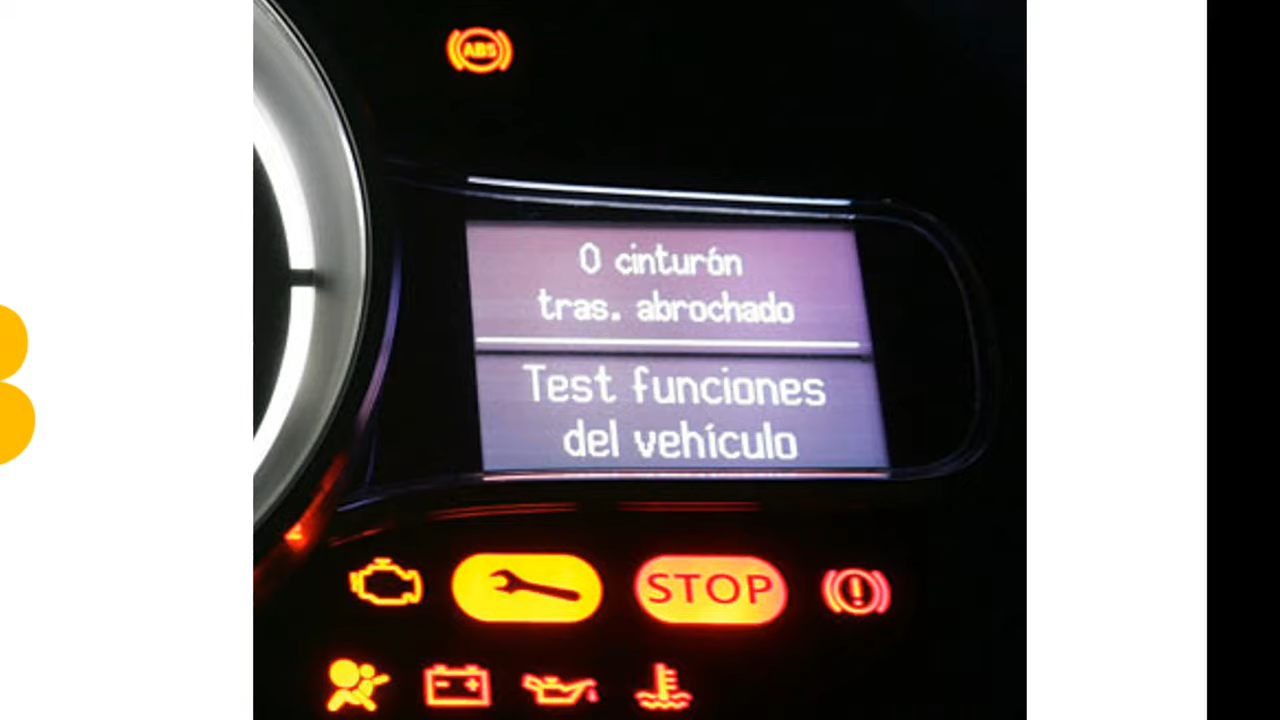 ABS
0 cinturón
tras. abrochado
Test funciones
del vehículo
STOP